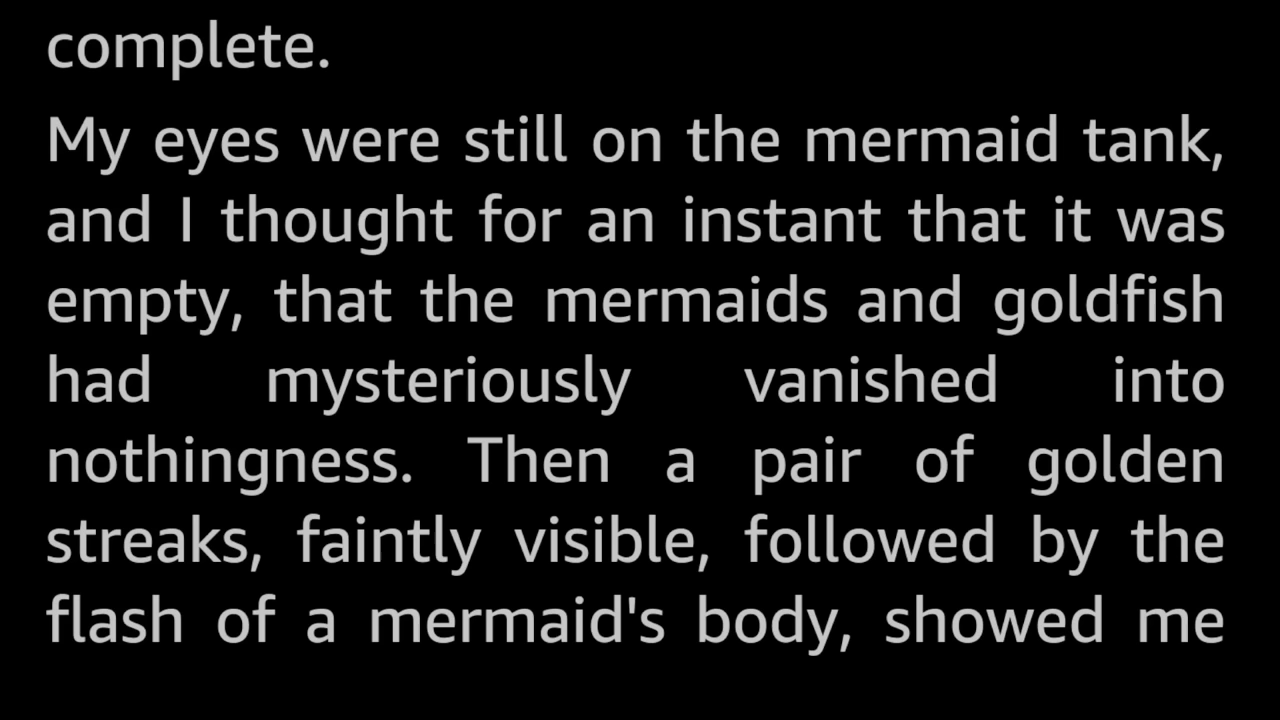 complete.
My eyes were still on the mermaid tank,
and I thought for an instant that it was
empty, that the mermaids and goldfish
had mysteriously vanished into
nothingness. Then a pair of golden
streaks, faintly visible, followed by the
flash of a mermaid's body, showed me